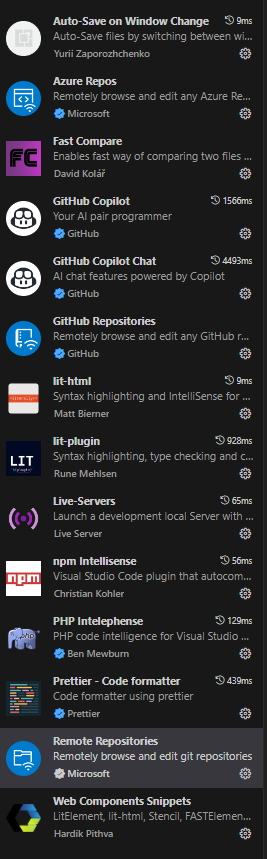 Auto-Save on Window Change 9ms
Auto-Save files by switching between wi...
Yurii Zaporozhchenko
Azure Repos
Remotely browse and edit any Azure Re...
Microsoft
FC
Fast Compare
Enables fast way of comparing two files ...
David Kolář
GitHub Copilot 1566ms
Your AI pair programmer
GitHub
GitHub Copilot Chat 4493ms
AI chat features powered by Copilot
GitHub
GitHub Repositories
Remotely browse and edit any GitHub r...
GitHub
lit-html 9ms
Syntax highlighting and IntelliSense for ...
Matt Bierner
LIT
lit-plugin 928ms
Syntax highlighting, type checking and c...
Rune Mehlsen
Live-Servers 65ms
Launch a development local Server with ...
Live Server
npm
npm Intellisense 56ms
Visual Studio Code plugin that autocom...
Christian Kohler
PHP Intelephense 129ms
PHP code intelligence for Visual Studio ...
Ben Mewburn
Prettier - Code formatter 439ms
Code formatter using prettier
Prettier
Remote Repositories
Remotely browse and edit git repositories
Microsoft
Web Components Snippets
LitElement, lit-html, Stencil, FASTElemen...
Hardik Pithva